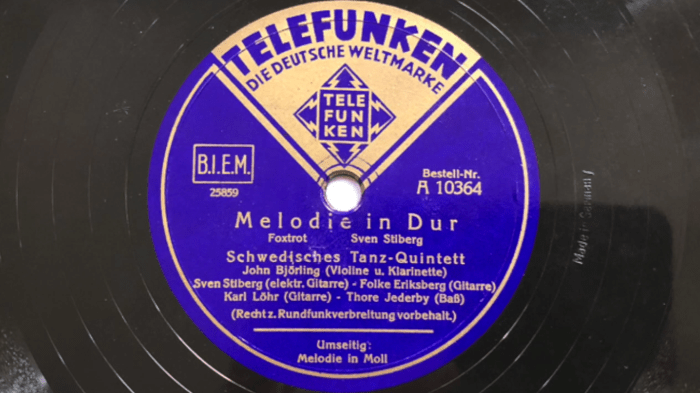 TELEFUNKEN
DIE DEUTSCHE WELTMARKE
TELE
FUN
KEN
B.I.E.M.
25859
Bestell-Nr.
A 10364
Melodie in Dur
Foxtrot Sven Stiberg
Schwedisches Tanz-Quintett
John Björling (Violine u. Klarinette)
Sven Stiberg (elektr. Gitarre) - Folke Eriksberg (Gitarre)
Karl Löhr (Gitarre) - Thore Jederby (Baß)
(Recht z. Rundfunkverbreitung vorbehalt.)
Umseitig:
Melodie in Moll
Made in Germany